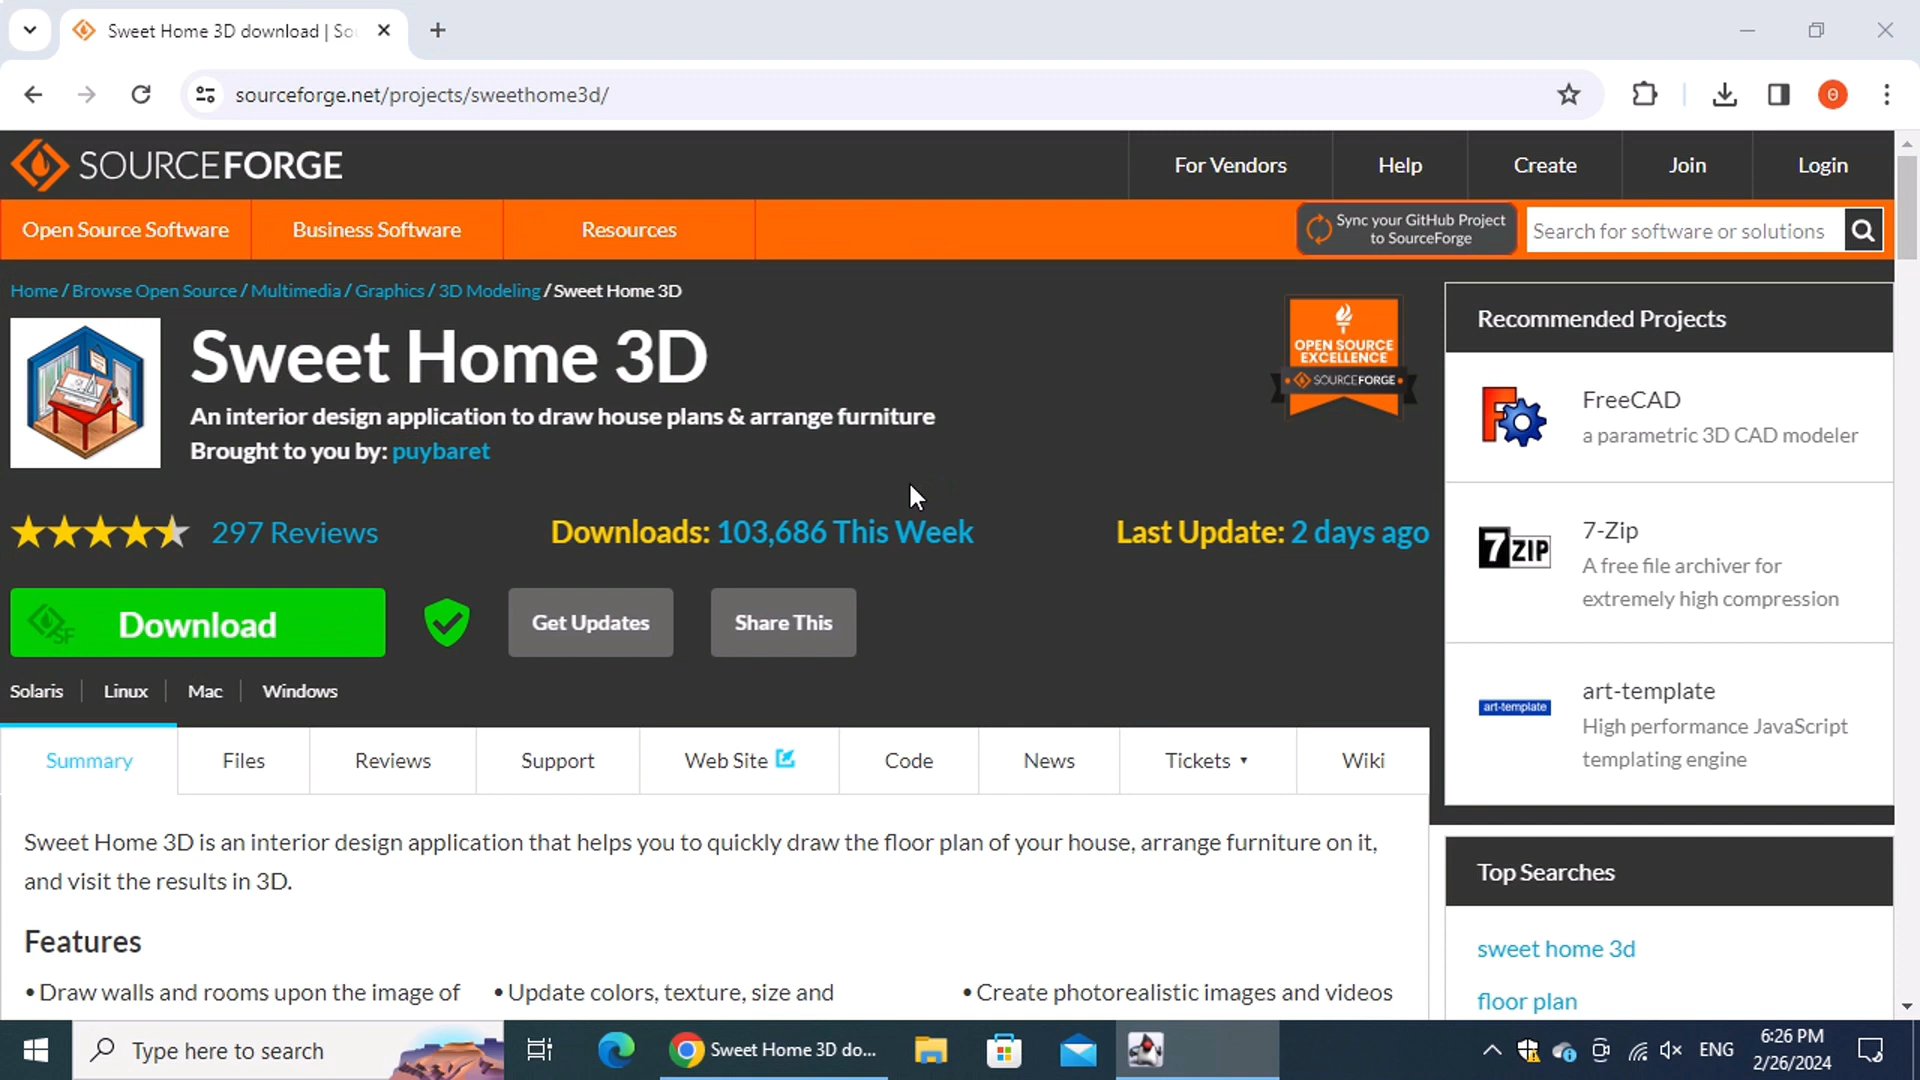 Sweet Home 3D download | Sou
sourceforge.net/projects/sweethome3d/
SOURCEFORGE
For Vendors
Help
Create
Join
Login
Open Source Software
Business Software
Resources
Sync your GitHub Project
to SourceForge
Search for software or solutions
Home / Browse Open Source / Multimedia / Graphics / 3D Modeling / Sweet Home 3D
Sweet Home 3D
An interior design application to draw house plans & arrange furniture
Brought to you by: puybaret
OPEN SOURCE
EXCELLENCE
SOURCEFORGE
297 Reviews
Downloads: 103,686 This Week
Last Update: 2 days ago
SF
Download
Get Updates
Share This
Solaris
Linux
Mac
Windows
Summary
Files
Reviews
Support
Web Site
Code
News
Tickets
Wiki
Sweet Home 3D is an interior design application that helps you to quickly draw the floor plan of your house, arrange furniture on it,
and visit the results in 3D.
Features
• Draw walls and rooms upon the image of
• Update colors, texture, size and
• Create photorealistic images and videos
Recommended Projects
FreeCAD
a parametric 3D CAD modeler
7ZIP
7-Zip
A free file archiver for
extremely high compression
art-template
art-template
High performance JavaScript
templating engine
Top Searches
sweet home 3d
floor plan
Type here to search
Sweet Home 3D do...
ENG
6:26 PM
2/26/2024